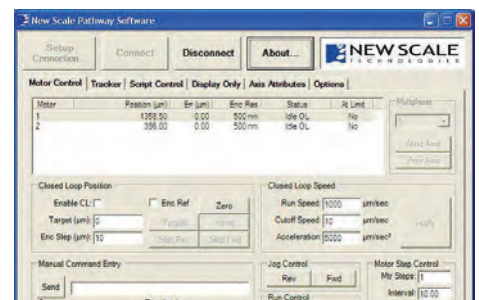 New Scale Pathway Software
Setup Connection... Connect Disconnect About... NEW SCALE
TECHNOLOGIES
Motor Control Tracker Script Control Display Only Axis Attributes Options
Motor Position (µm) Err (µm) Enc Res Status At Limit
1 1358.50 0.00 500 nm Idle OL No
2 396.00 0.00 500 nm Idle OL No
Multiplexer
Next Axis
Prev Axis
Closed Loop Position
Enable CL: Enc Ref Zero
Target (µm): 0 Target Home
Enc Step (µm): 10 Step Rev Step Fwd
Closed Loop Speed
Run Speed: 1000 µm/sec
Cutoff Speed: 10 µm/sec Apply
Acceleration: 5000 µm/sec²
Manual Command Entry
Send
Jog Control
Rev Fwd
Run Control
Motor Step Control
Mtr Steps: 1
Interval: 10.00